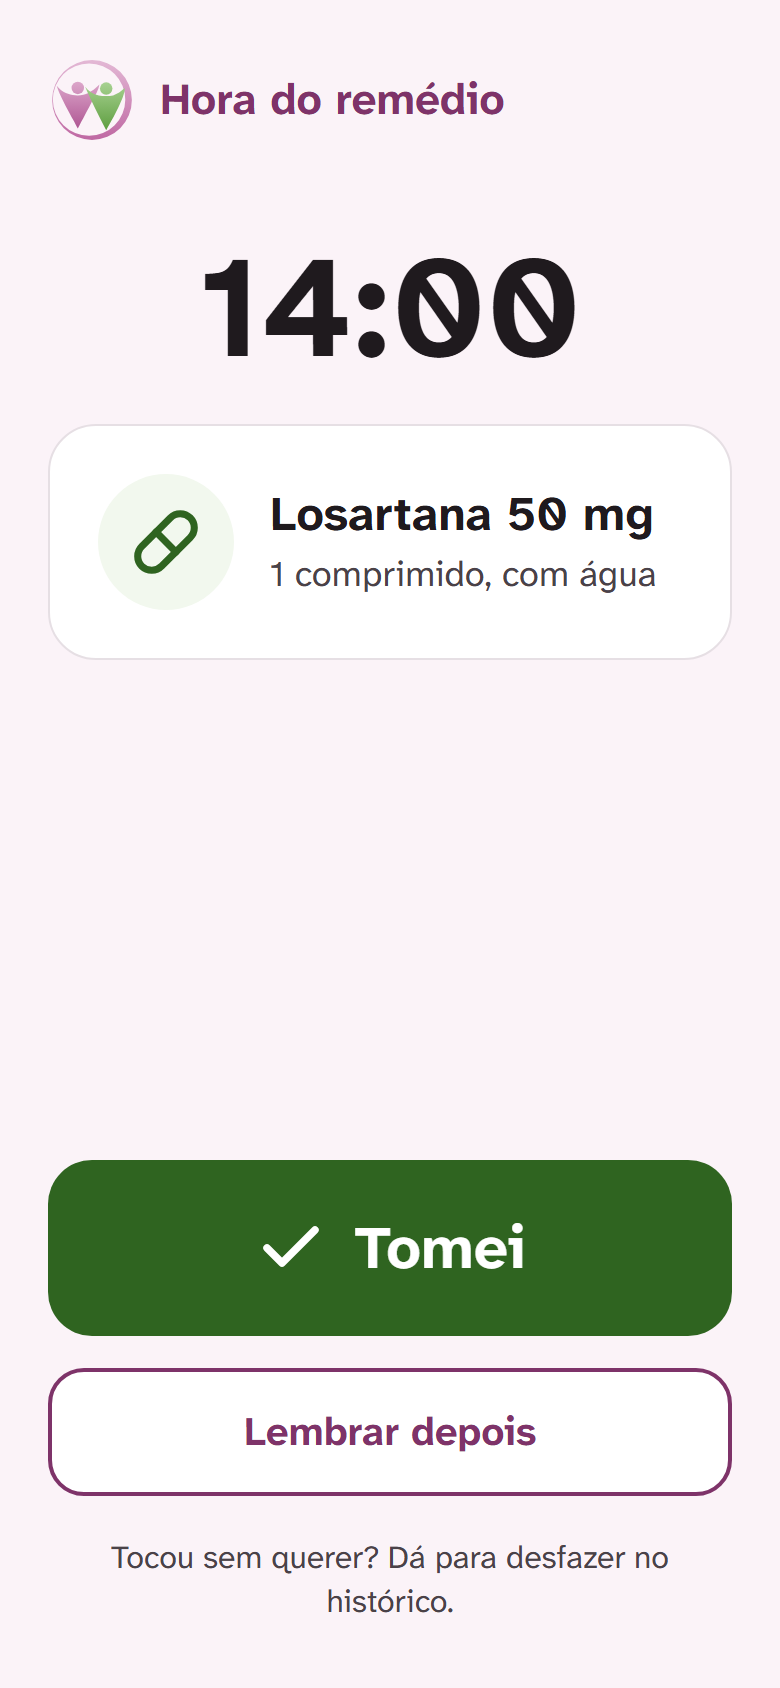 Hora do remédio
14:00
Losartana 50 mg
1 comprimido, com água
Tomei
Lembrar depois
Tocou sem querer? Dá para desfazer no
histórico.